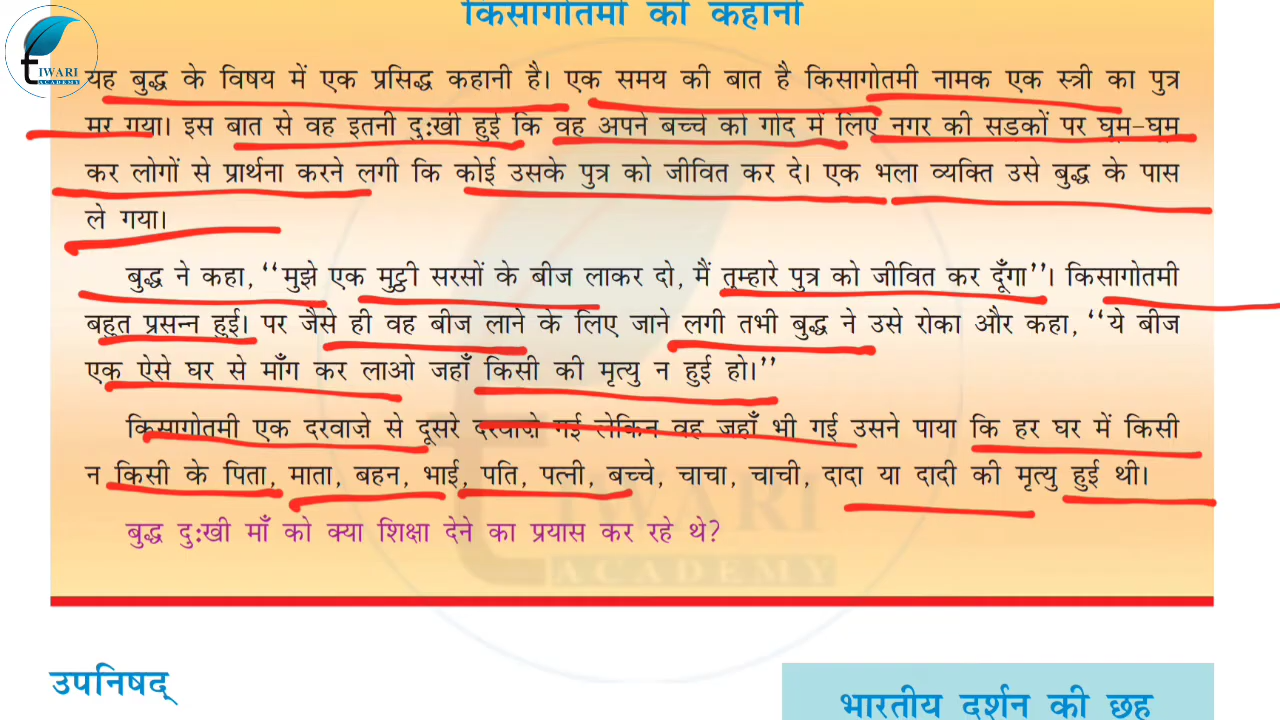 किसागोतमी की कहानी
TIWARI
ACADEMY
यह बुद्ध के विषय में एक प्रसिद्ध कहानी है। एक समय की बात है किसागोतमी नामक एक स्त्री का पुत्र
मर गया। इस बात से वह इतनी दुःखी हुई कि वह अपने बच्चे को गोद में लिए नगर की सडकों पर घूम-घूम
कर लोगों से प्रार्थना करने लगी कि कोई उसके पुत्र को जीवित कर दे। एक भला व्यक्ति उसे बुद्ध के पास
ले गया।
बुद्ध ने कहा, ‘‘मुझे एक मुट्ठी सरसों के बीज लाकर दो, मैं तुम्हारे पुत्र को जीवित कर दूँगा’’। किसागोतमी
बहुत प्रसन्न हुई। पर जैसे ही वह बीज लाने के लिए जाने लगी तभी बुद्ध ने उसे रोका और कहा, ‘‘ये बीज
एक ऐसे घर से माँग कर लाओ जहाँ किसी की मृत्यु न हुई हो।’’
किसागोतमी एक दरवाज़े से दूसरे दरवाज़े गई लेकिन वह जहाँ भी गई उसने पाया कि हर घर में किसी
न किसी के पिता, माता, बहन, भाई, पति, पत्नी, बच्चे, चाचा, चाची, दादा या दादी की मृत्यु हुई थी।
बुद्ध दुःखी माँ को क्या शिक्षा देने का प्रयास कर रहे थे?
IWARI
ACADEMY
उपनिषद्
भारतीय दर्शन की छह